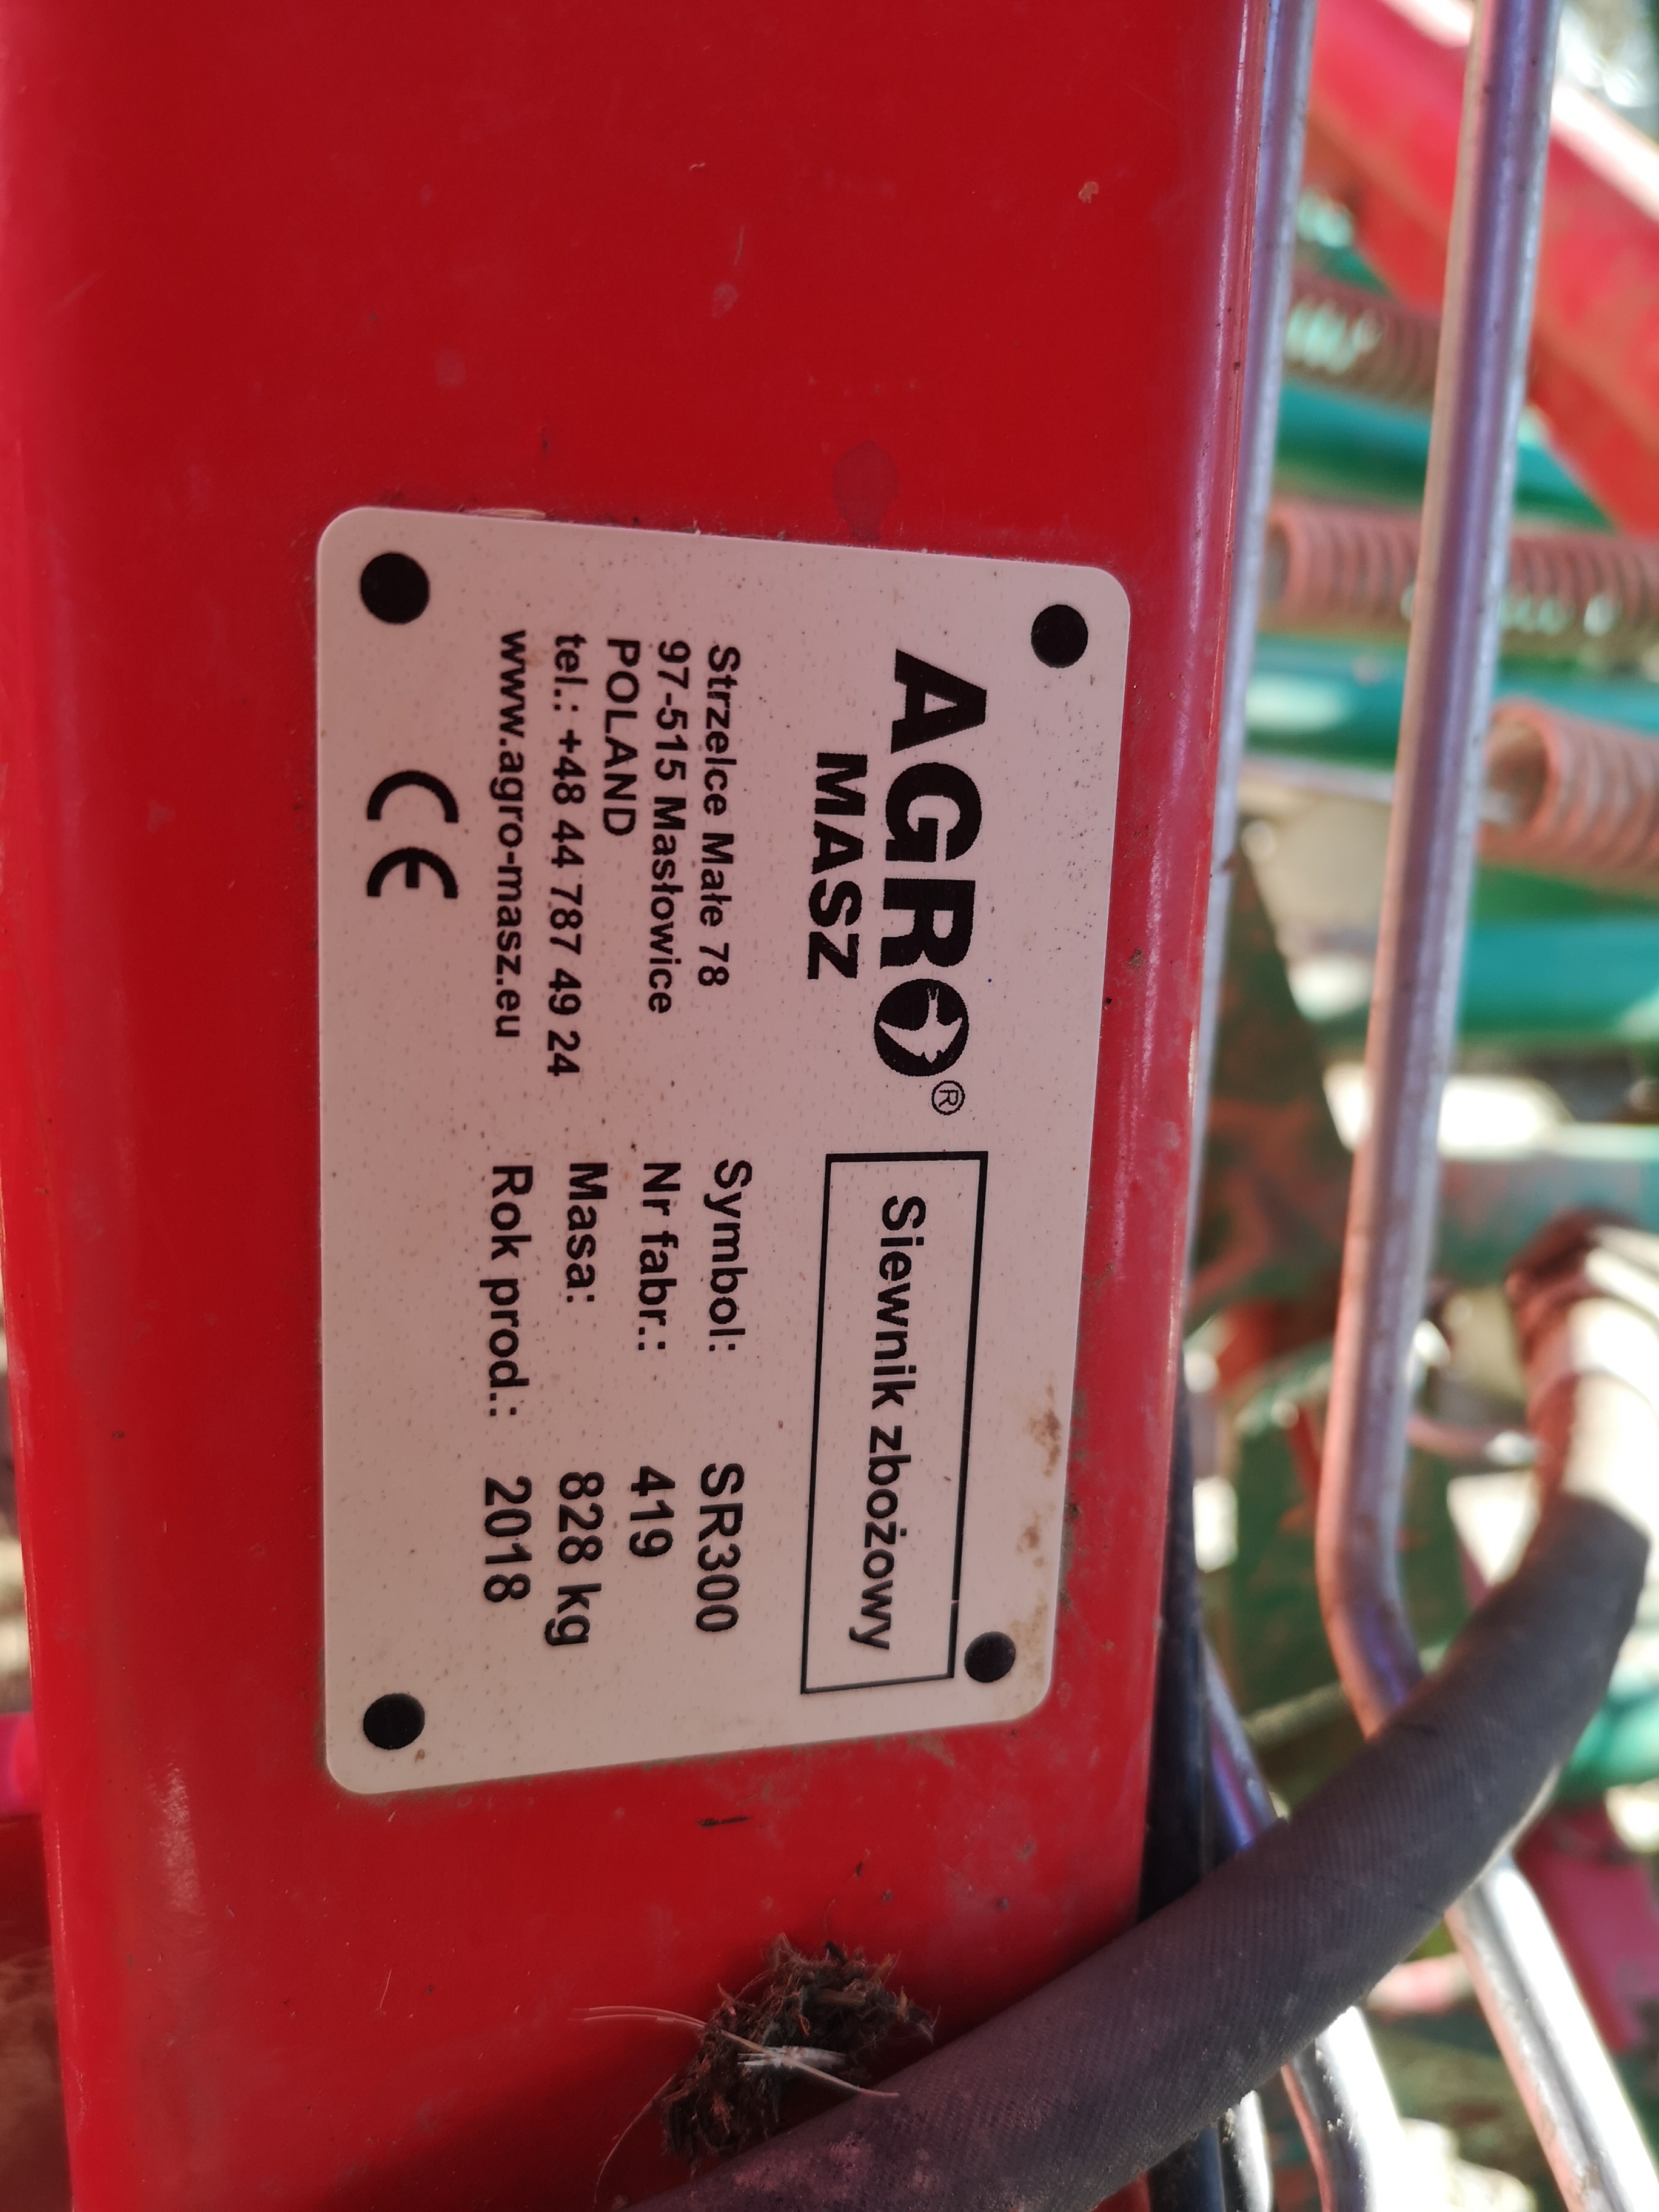 AGRO®
MASZ
Siewnik zbożowy
Strzelce Małe 78
97-515 Masłowice
POLAND
tel.: +48 44 787 49 24
www.agro-masz.eu
CE
Symbol: SR300
Nr fabr.: 419
Masa: 828 kg
Rok prod.: 2018